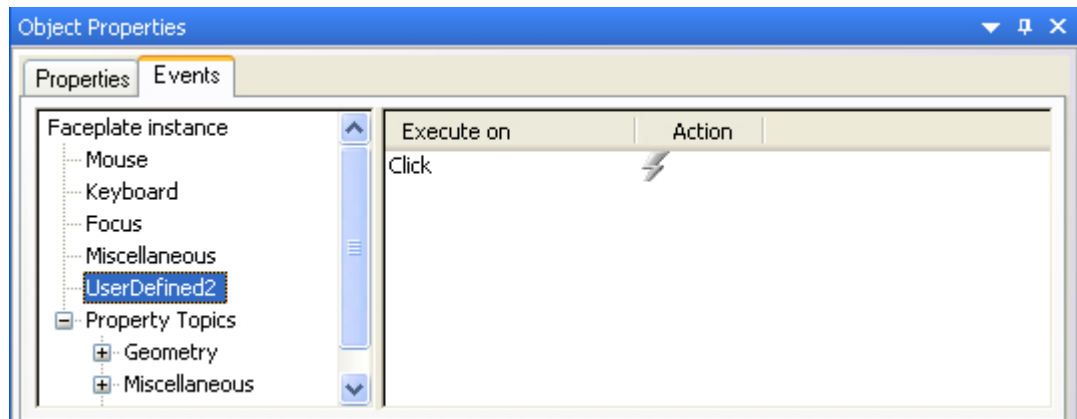 Object Properties
Properties Events
Faceplate instance
Mouse
Keyboard
Focus
Miscellaneous
UserDefined2
Property Topics
Geometry
Miscellaneous
Execute on Action
Click